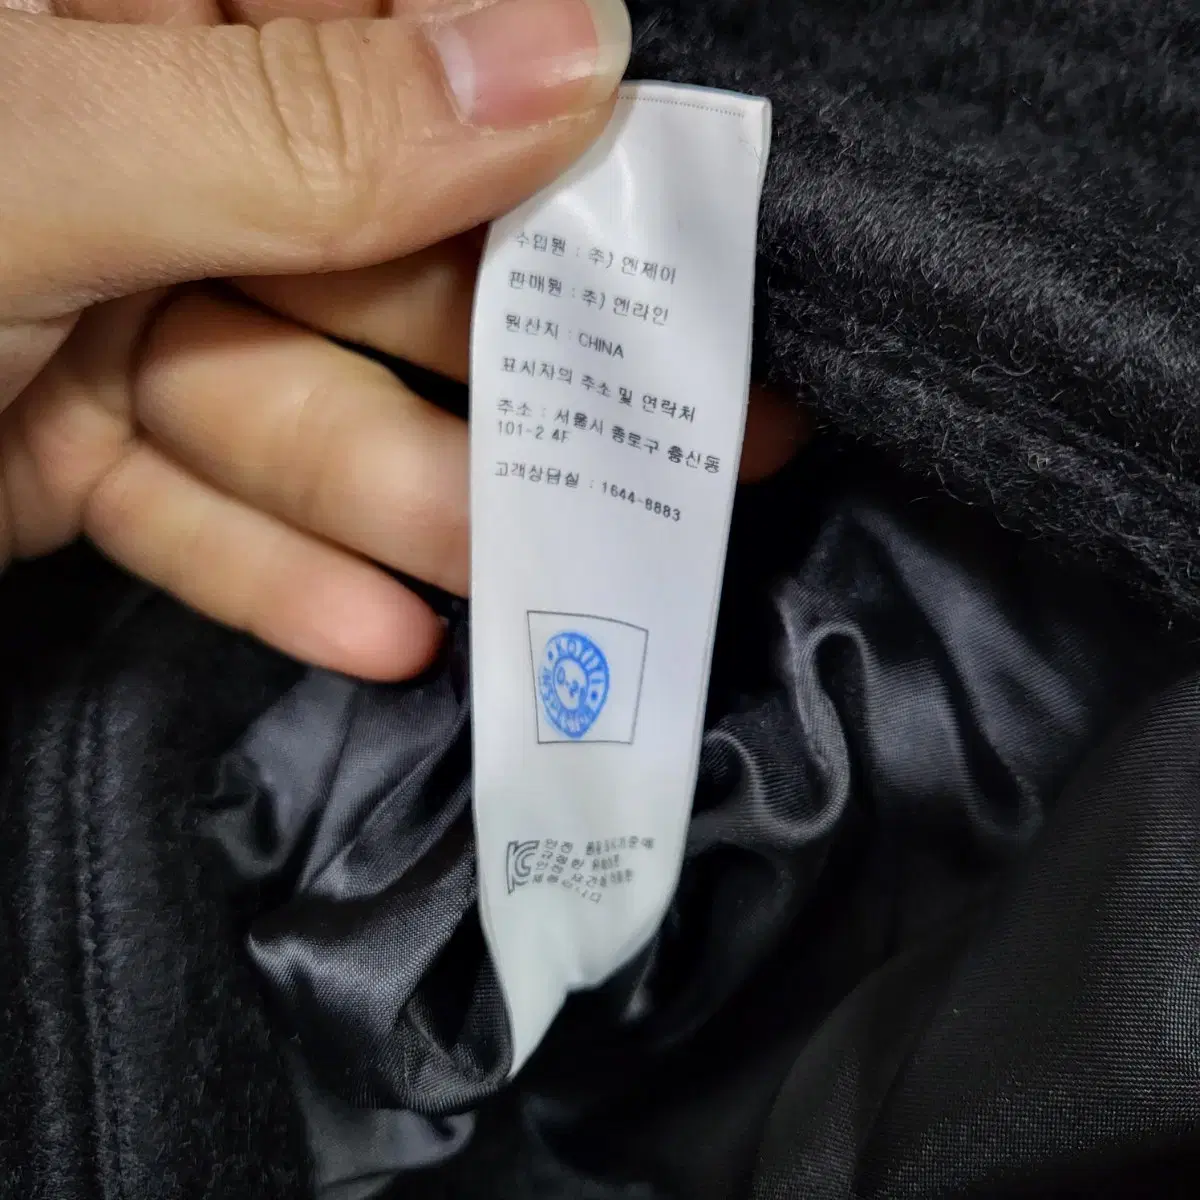 수입원 : 주) 엔제이
판매원 : 주) 엔라인
원산지 : CHINA
표시자의 주소 및 연락처
주소 : 서울시 종로구 충신동
101-2 4F
고객상담실 : 1644-8883
KOTITI